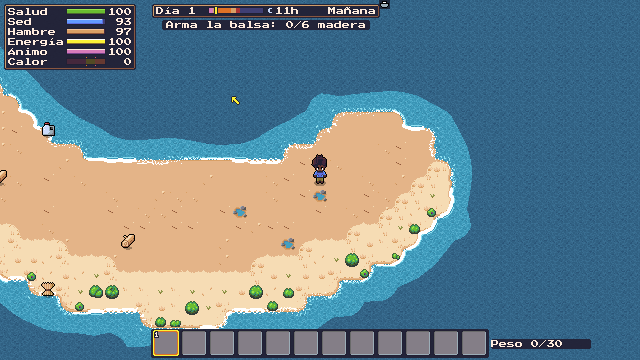 Salud 100
Sed 93
Hambre 97
Energía 100
Ánimo 100
Calor 0
Día 1 11h Mañana
Arma la balsa: 0/6 madera
1
Peso 0/30